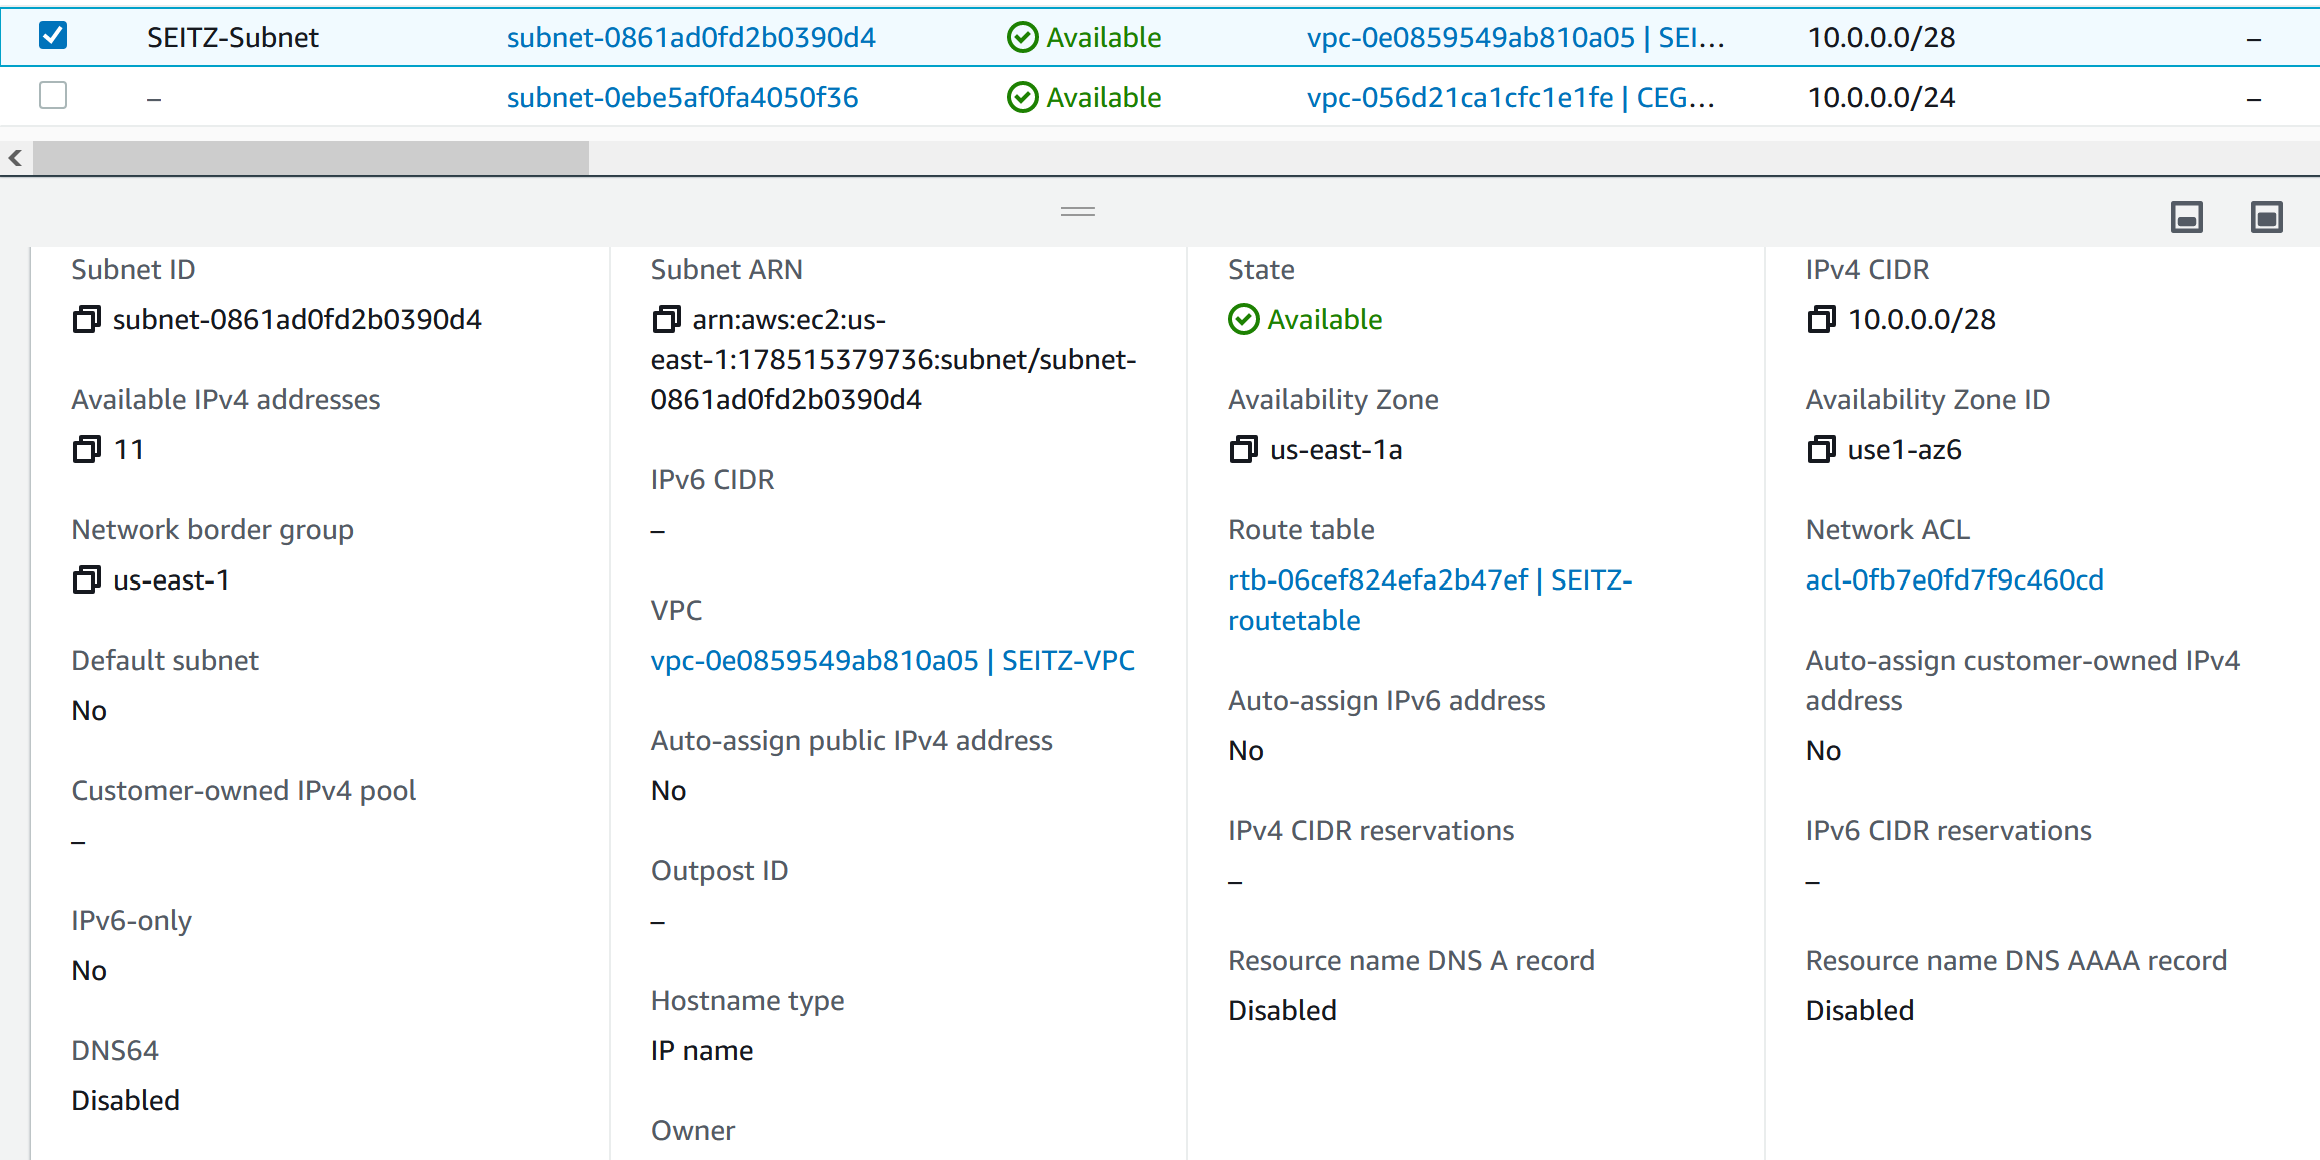 SEITZ-Subnet subnet-0861ad0fd2b0390d4 Available vpc-0e0859549ab810a05 | SEI... 10.0.0.0/28 –
– subnet-0ebe5af0fa4050f36 Available vpc-056d21ca1cfc1e1fe | CEG... 10.0.0.0/24 –
Subnet ID
subnet-0861ad0fd2b0390d4
Available IPv4 addresses
11
Network border group
us-east-1
Default subnet
No
Customer-owned IPv4 pool
–
IPv6-only
No
DNS64
Disabled
Subnet ARN
arn:aws:ec2:us-
east-1:178515379736:subnet/subnet-
0861ad0fd2b0390d4
IPv6 CIDR
–
VPC
vpc-0e0859549ab810a05 | SEITZ-VPC
Auto-assign public IPv4 address
No
Outpost ID
–
Hostname type
IP name
Owner
State
Available
Availability Zone
us-east-1a
Route table
rtb-06cef824efa2b47ef | SEITZ-
routetable
Auto-assign IPv6 address
No
IPv4 CIDR reservations
–
Resource name DNS A record
Disabled
IPv4 CIDR
10.0.0.0/28
Availability Zone ID
use1-az6
Network ACL
acl-0fb7e0fd7f9c460cd
Auto-assign customer-owned IPv4
address
No
IPv6 CIDR reservations
–
Resource name DNS AAAA record
Disabled